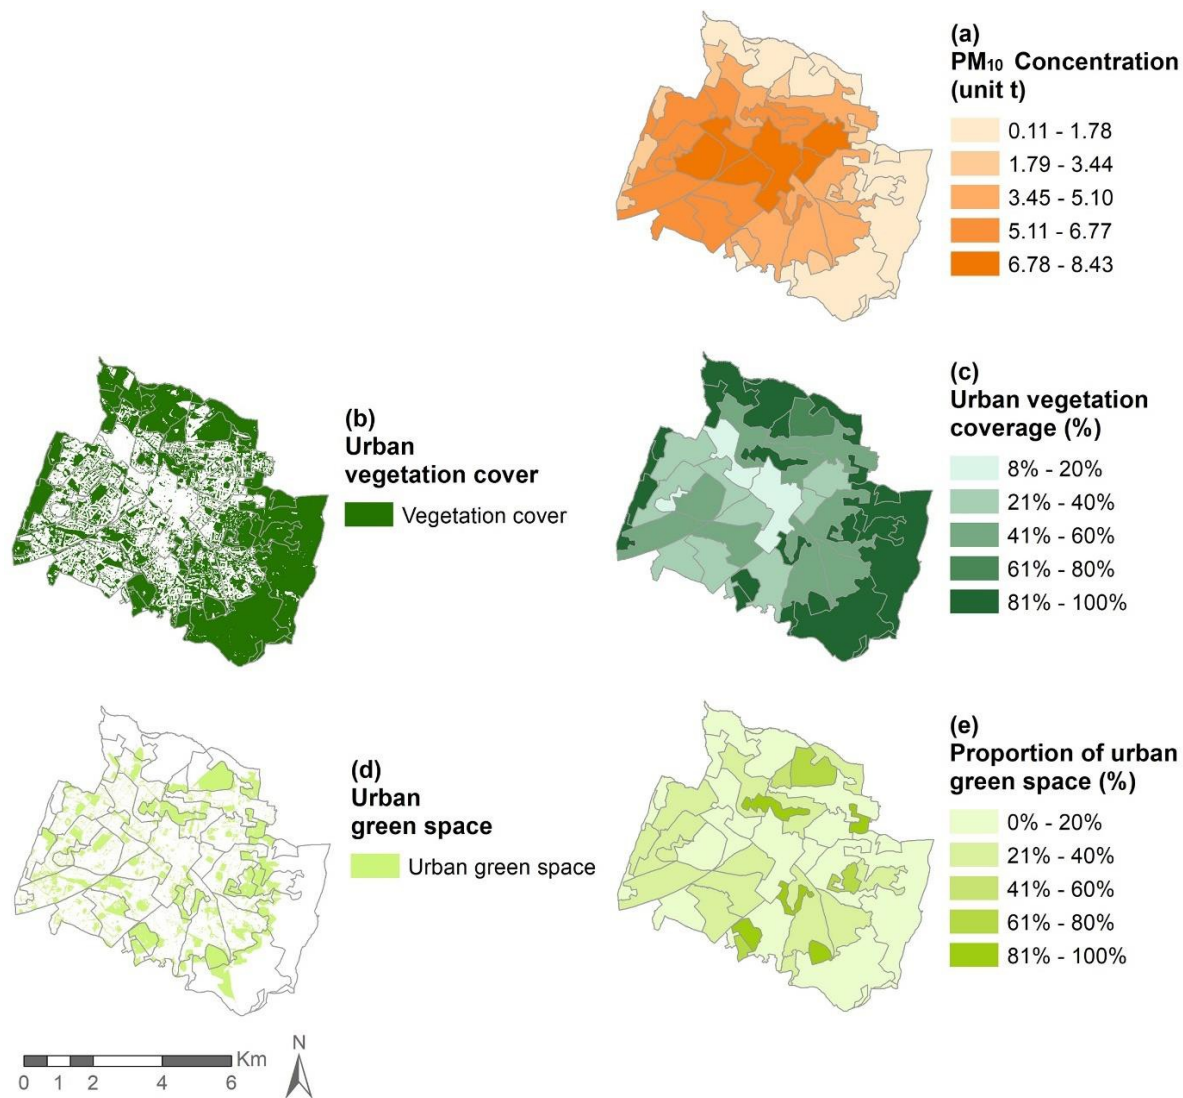 (a)
PM₁₀ Concentration
(unit t)
0.11 - 1.78
1.79 - 3.44
3.45 - 5.10
5.11 - 6.77
6.78 - 8.43
(b)
Urban
vegetation cover
Vegetation cover
(c)
Urban vegetation
coverage (%)
8% - 20%
21% - 40%
41% - 60%
61% - 80%
81% - 100%
(d)
Urban
green space
Urban green space
(e)
Proportion of urban
green space (%)
0% - 20%
21% - 40%
41% - 60%
61% - 80%
81% - 100%
Km
0 1 2 4 6
N